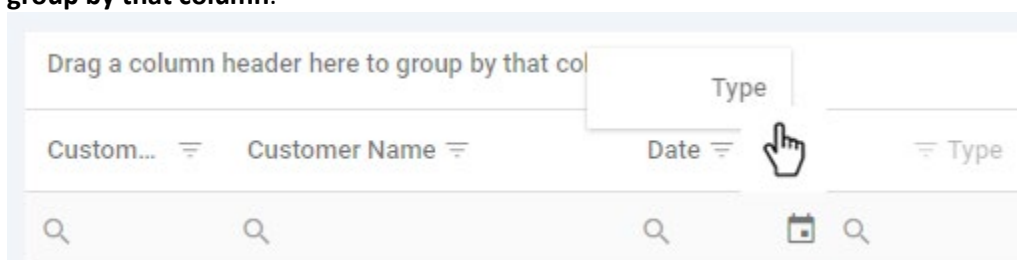 group by that column.
Drag a column header here to group by that col
Type
Custom... Customer Name Date Type